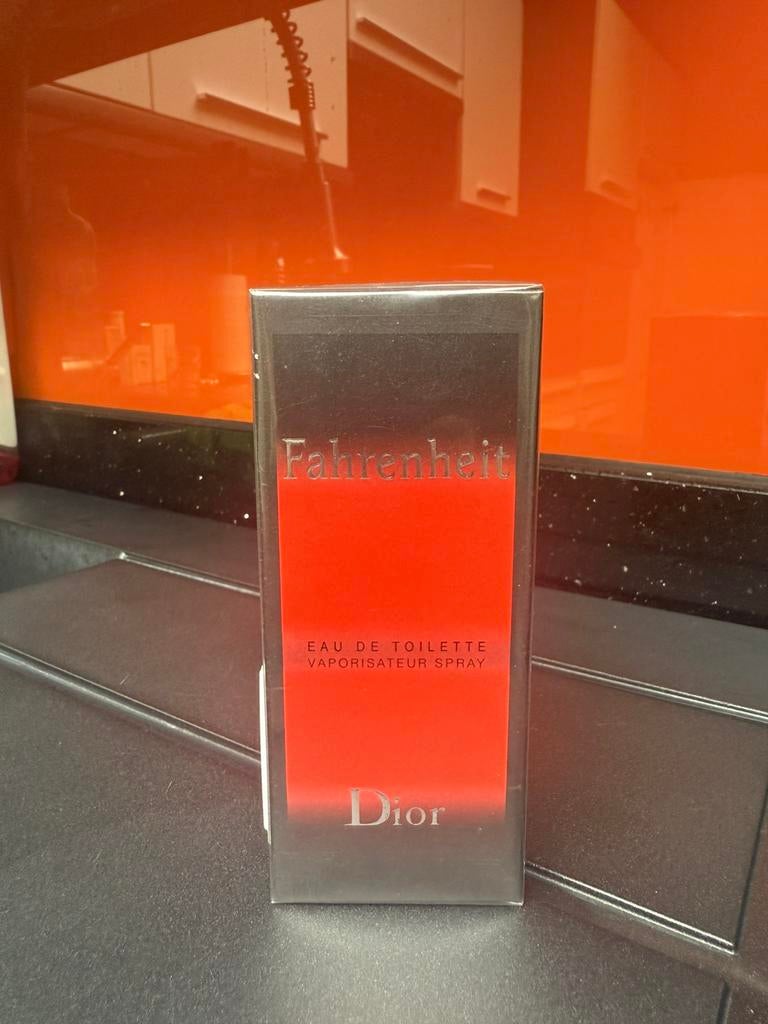 Fahrenheit
EAU DE TOILETTE
VAPORISATEUR SPRAY
Dior